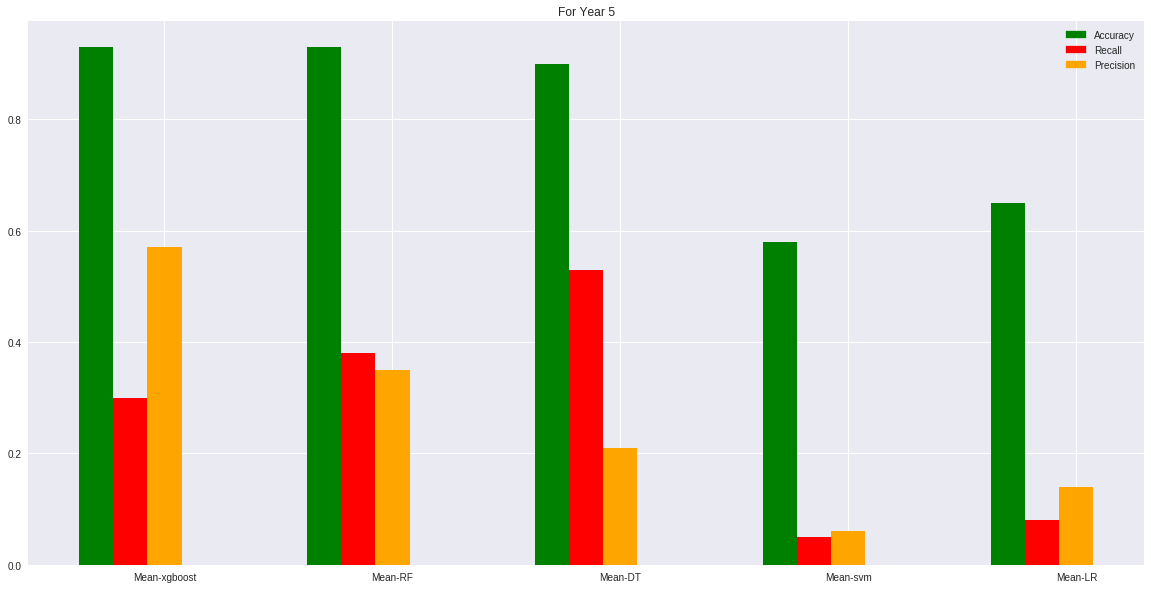 For Year 5
Accuracy
Recall
Precision
0.8
0.6
0.4
0.2
0.0
Mean-xgboost
Mean-RF
Mean-DT
Mean-svm
Mean-LR